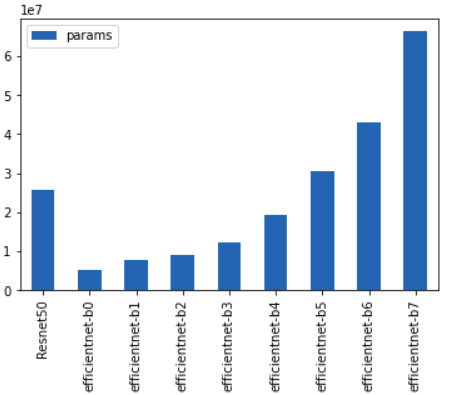 1e7
params
6
5
4
3
2
1
0
Resnet50
efficientnet-b0
efficientnet-b1
efficientnet-b2
efficientnet-b3
efficientnet-b4
efficientnet-b5
efficientnet-b6
efficientnet-b7